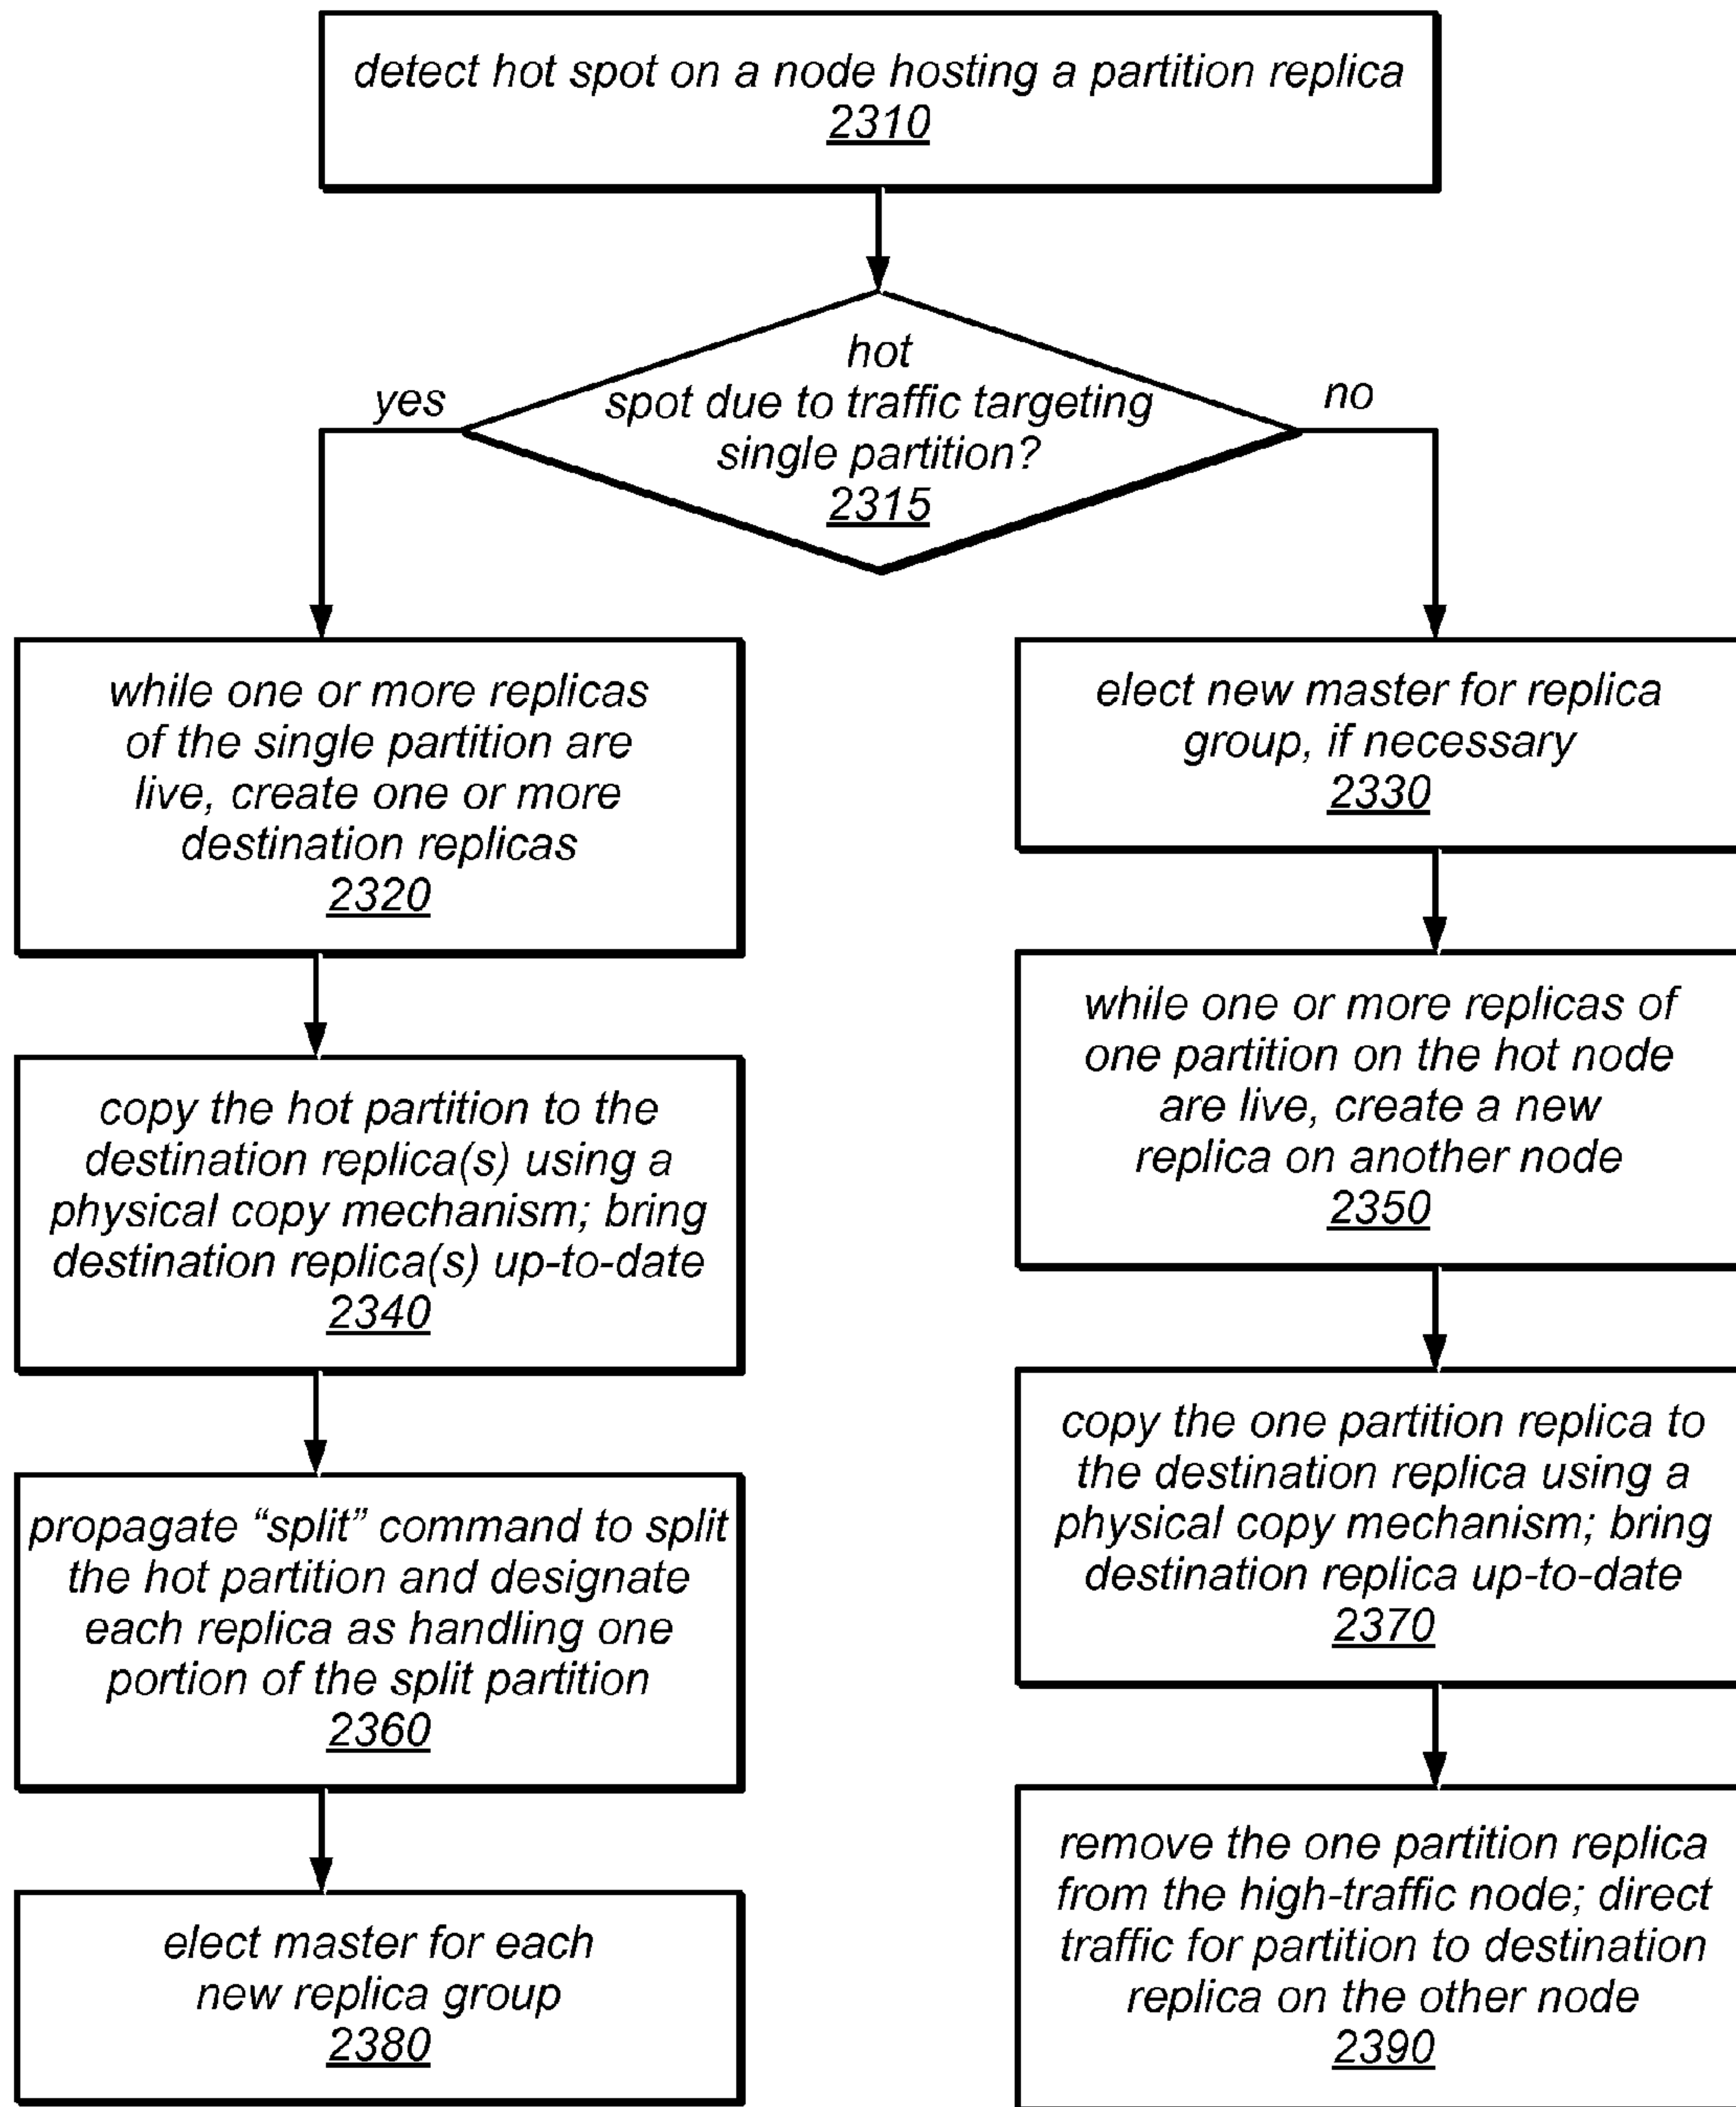 detect hot spot on a node hosting a partition replica
2310
hot
spot due to traffic targeting
single partition?
2315
yes
no
while one or more replicas
of the single partition are
live, create one or more
destination replicas
2320
copy the hot partition to the
destination replica(s) using a
physical copy mechanism; bring
destination replica(s) up-to-date
2340
propagate “split” command to split
the hot partition and designate
each replica as handling one
portion of the split partition
2360
elect master for each
new replica group
2380
elect new master for replica
group, if necessary
2330
while one or more replicas of
one partition on the hot node
are live, create a new
replica on another node
2350
copy the one partition replica to
the destination replica using a
physical copy mechanism; bring
destination replica up-to-date
2370
remove the one partition replica
from the high-traffic node; direct
traffic for partition to destination
replica on the other node
2390